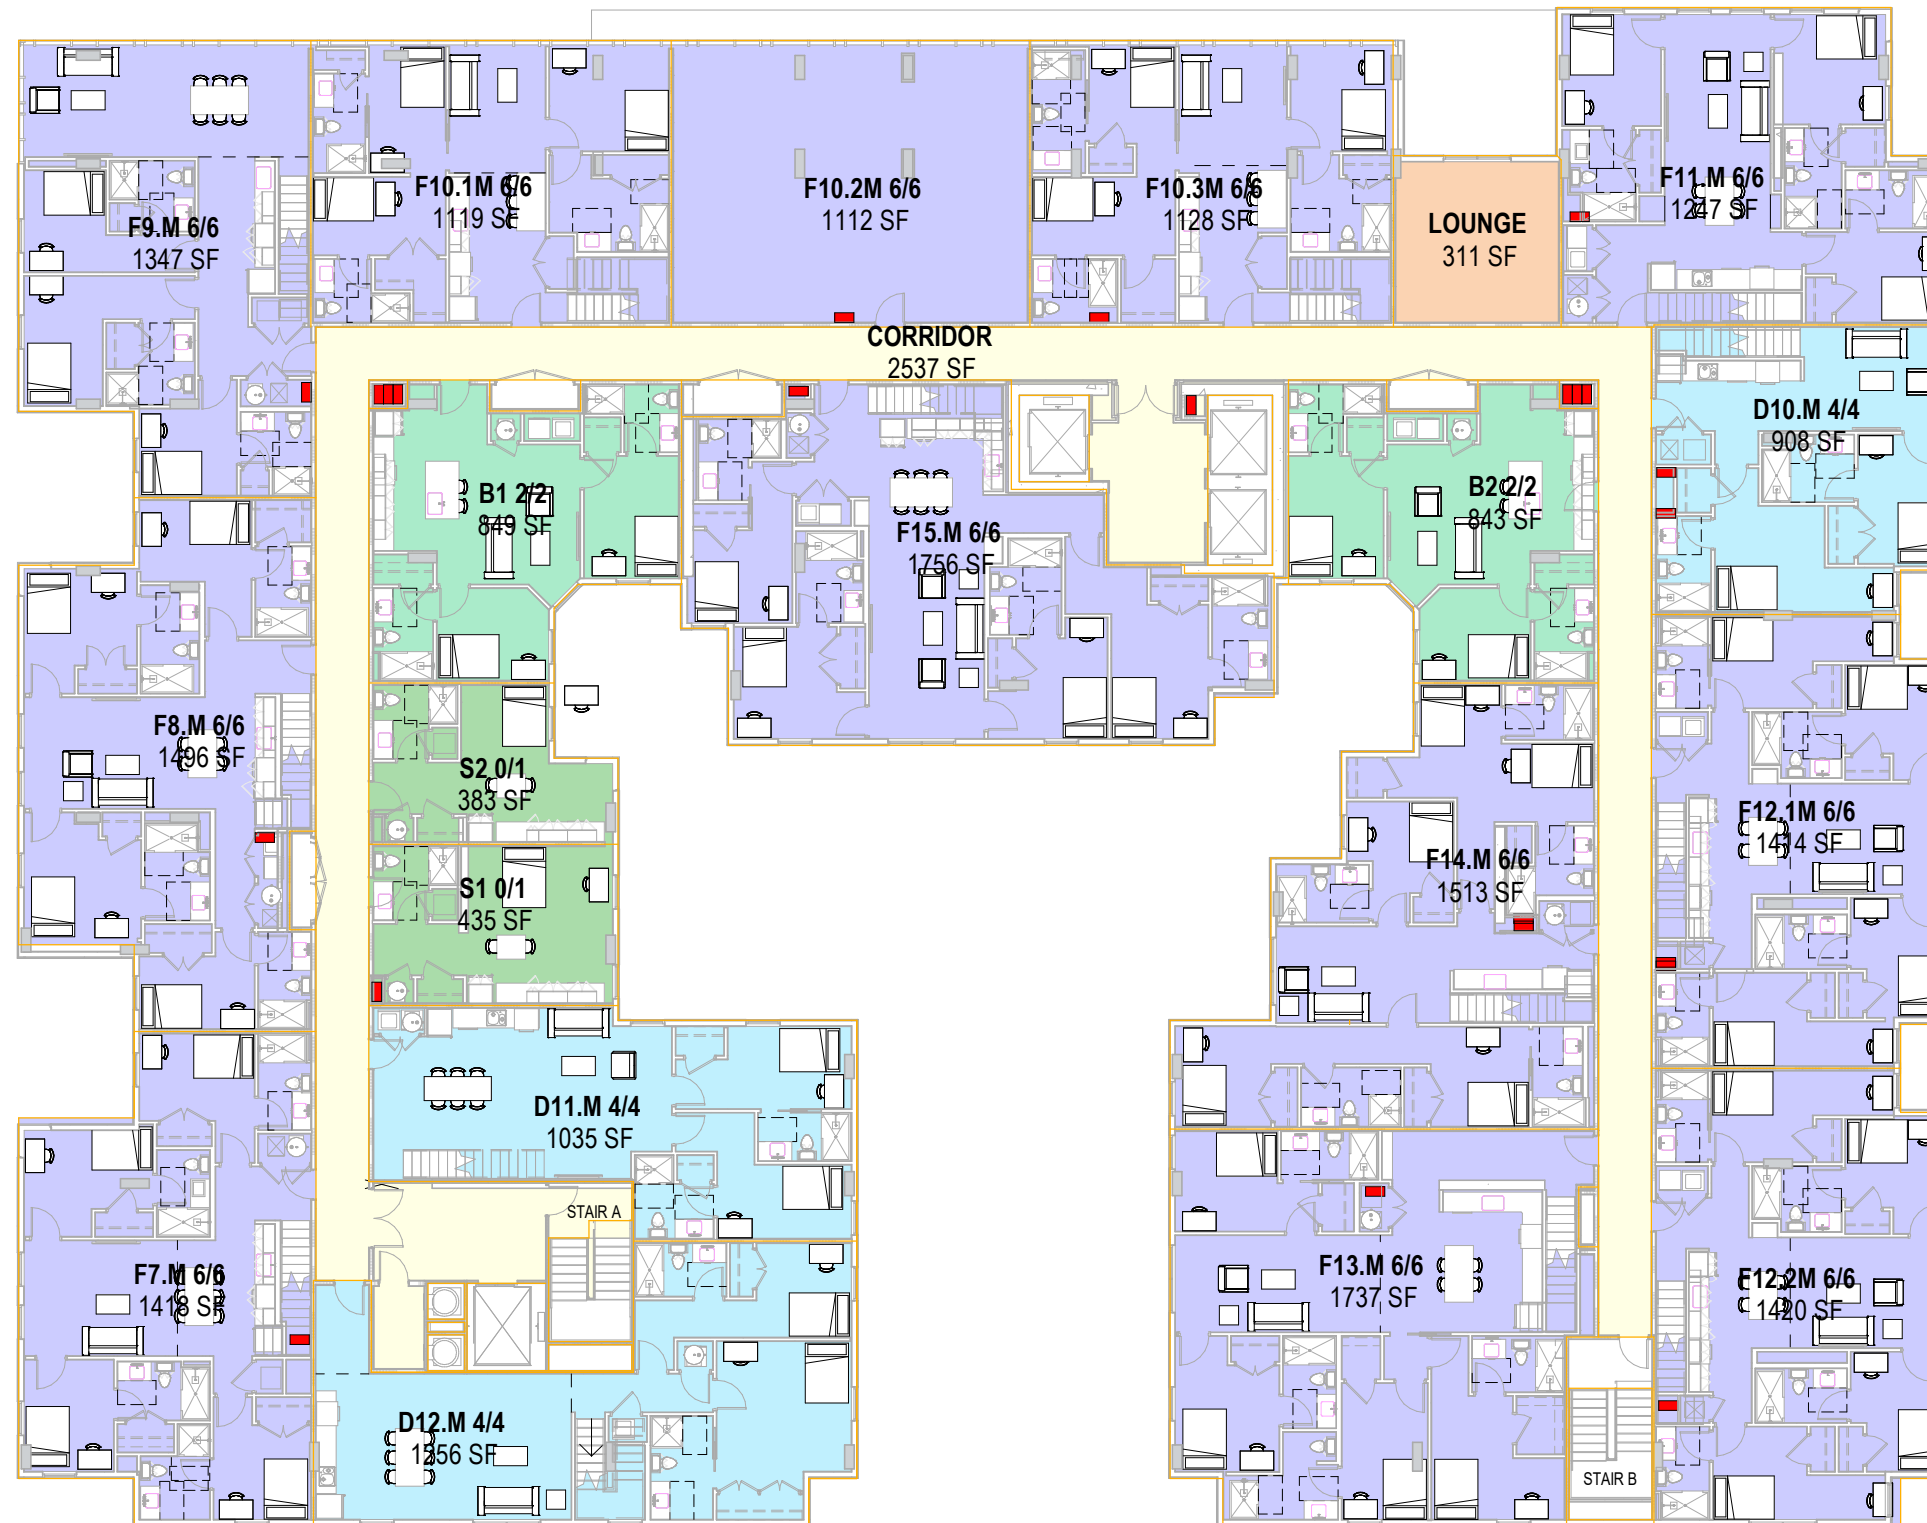 F10.1M 6/6
1119 SF
F10.2M 6/6
1112 SF
F10.3M 6/6
1128 SF
F11.M 6/6
1247 SF
F9.M 6/6
1347 SF
LOUNGE
311 SF
CORRIDOR
2537 SF
D10.M 4/4
908 SF
B1 2/2
849 SF
F15.M 6/6
1756 SF
B2 2/2
843 SF
F8.M 6/6
1496 SF
S2 0/1
383 SF
F12.1M 6/6
1414 SF
F14.M 6/6
1513 SF
S1 0/1
435 SF
D11.M 4/4
1035 SF
STAIR A
F7.M 6/6
1418 SF
F13.M 6/6
1737 SF
F12.2M 6/6
1420 SF
D12.M 4/4
1256 SF
STAIR B